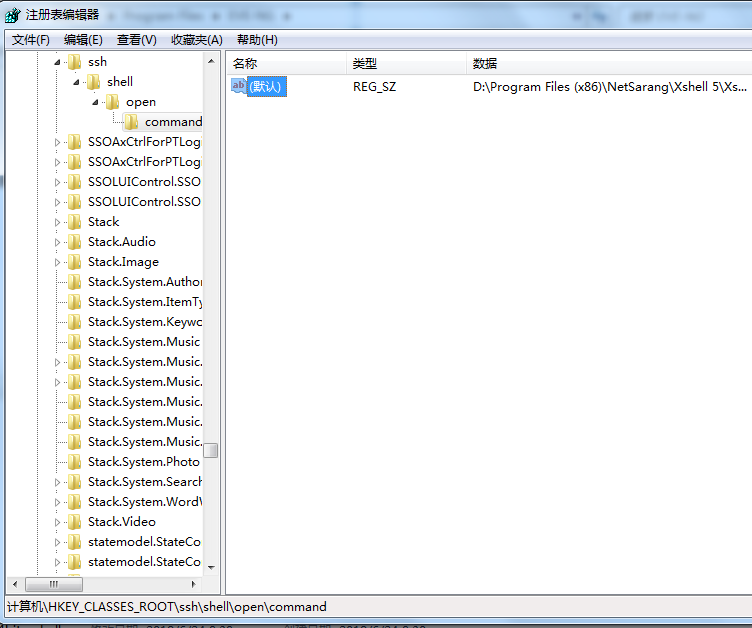 注册表编辑器
文件(F) 编辑(E) 查看(V) 收藏夹(A) 帮助(H)
ssh
shell
open
command
SSOAxCtrlForPTLog
SSOAxCtrlForPTLog
SSOLUIControl.SSO
SSOLUIControl.SSO
Stack
Stack.Audio
Stack.Image
Stack.System.Author
Stack.System.ItemTy
Stack.System.Keywo
Stack.System.Music
Stack.System.Music.
Stack.System.Music.
Stack.System.Music.
Stack.System.Music.
Stack.System.Music.
Stack.System.Photo
Stack.System.Search
Stack.System.WordW
Stack.Video
statemodel.StateCo
statemodel.StateCo
名称 类型 数据
ab (默认) REG_SZ D:\Program Files (x86)\NetSarang\Xshell 5\Xs...
计算机\HKEY_CLASSES_ROOT\ssh\shell\open\command